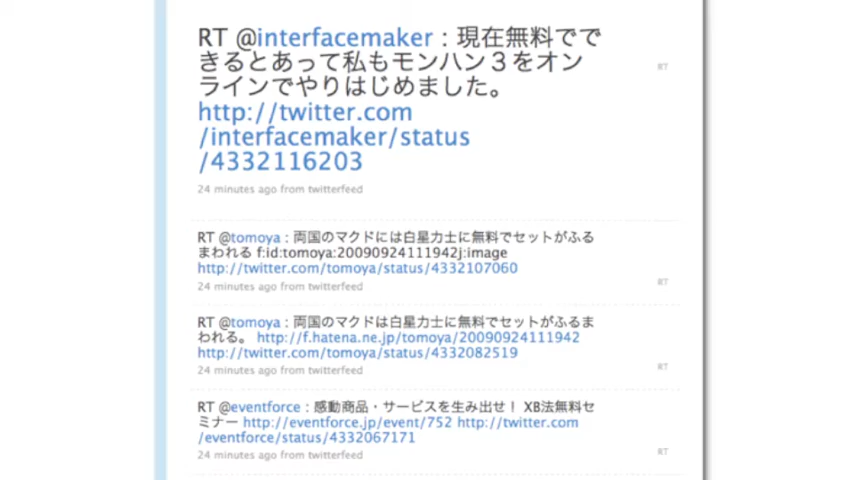 RT @interfacemaker : 現在無料でで
きるとあって私もモンハン３をオン
ラインでやりはじめました。
http://twitter.com
/interfacemaker/status
/4332116203
RT
24 minutes ago from twitterfeed
RT @tomoya : 両国のマクドには白星力士に無料でセットがふる
まわれる f:id:tomoya:20090924111942j:image
http://twitter.com/tomoya/status/4332107060
24 minutes ago from twitterfeed
RT
RT @tomoya : 両国のマクドは白星力士に無料でセットがふるま
われる。 http://f.hatena.ne.jp/tomoya/20090924111942
http://twitter.com/tomoya/status/4332082519
24 minutes ago from twitterfeed
RT
RT @eventforce : 感動商品・サービスを生み出せ！ XB法無料セ
ミナー http://eventforce.jp/event/752 http://twitter.com
/eventforce/status/4332067171
24 minutes ago from twitterfeed
RT